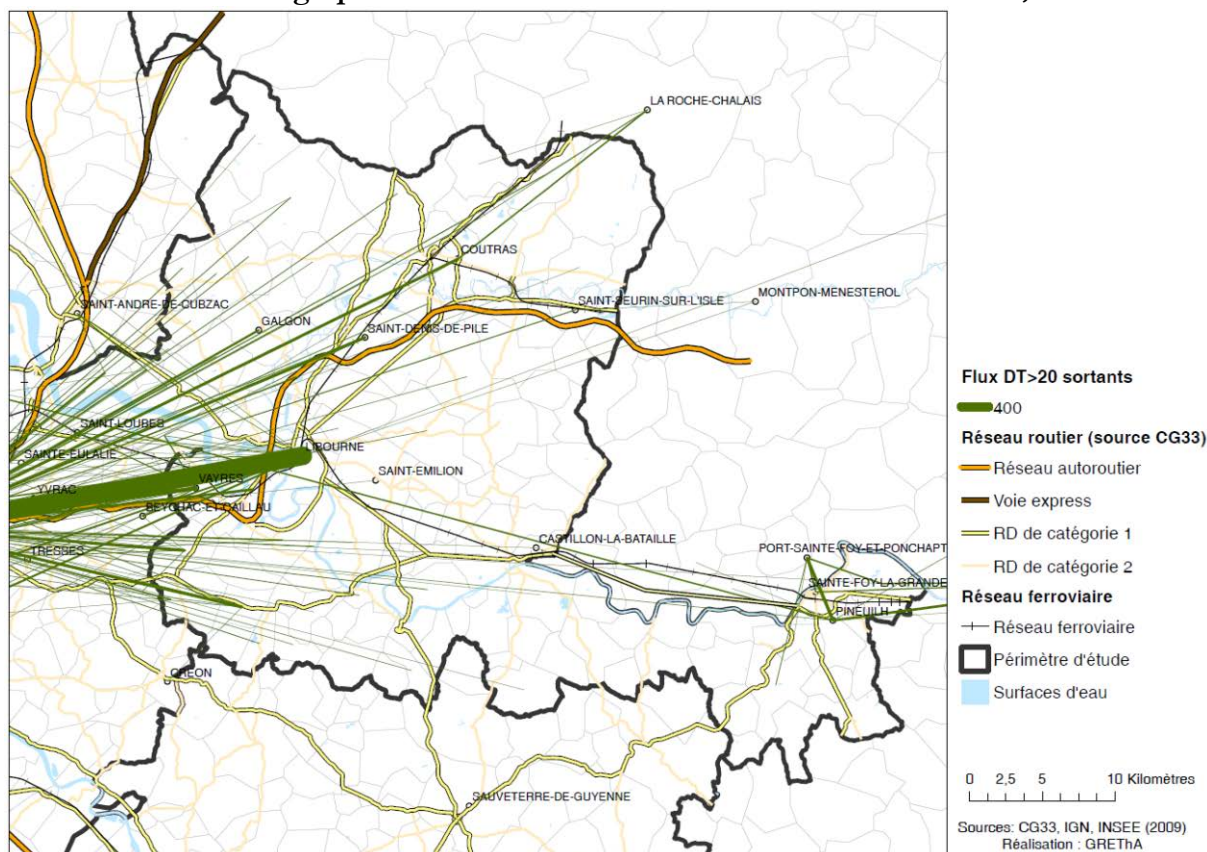 LA ROCHE-CHALAIS
COUTRAS
MONTPON-MENESTEROL
SAINT-ANDRE-DE-CUBZAC
SAINT-SEURIN-SUR-L'ISLE
GALGON
SAINT-DENIS-DE-PILE
SAINT-LOUBES
LIBOURNE
SAINTE-EULALIE
SAINT-EMILION
VAYRES
YVRAC
BEYCHAC-ET-CAILLAU
CASTILLON-LA-BATAILLE
TRESSES
PORT-SAINTE-FOY-ET-PONCHAPT
SAINTE-FOY-LA-GRANDE
PINEUILH
CREON
SAUVETERRE-DE-GUYENNE
Flux DT>20 sortants
400
Réseau routier (source CG33)
Réseau autoroutier
Voie express
RD de catégorie 1
RD de catégorie 2
Réseau ferroviaire
Réseau ferroviaire
Périmètre d'étude
Surfaces d'eau
0 2,5 5 10 Kilomètres
Sources: CG33, IGN, INSEE (2009)
Réalisation : GREThA